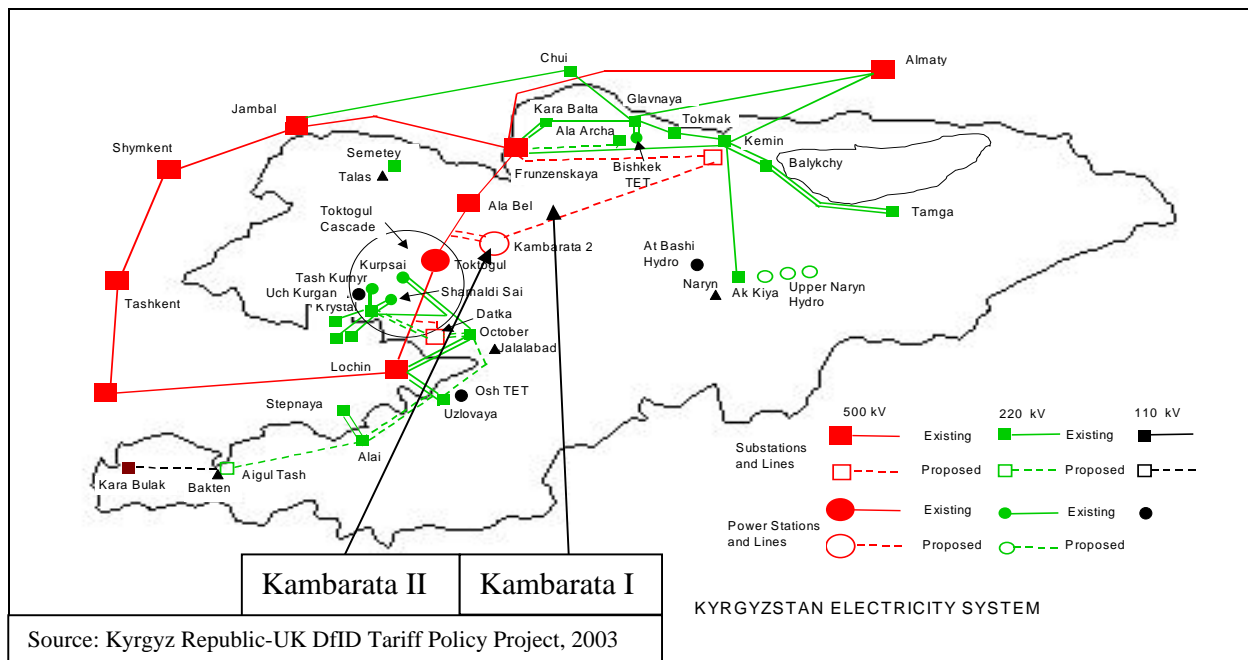 Chui
Almaty
Jambal
Kara Balta
Glavnaya
Ala Archa
Tokmak
Kemin
Shymkent
Semetey
Talas
Frunzenskaya
Bishkek
TET
Balykchy
Ala Bel
Tamga
Toktogul
Cascade
Kambarata 2
At Bashi
Hydro
Kurpsai
Toktogul
Tash Kumyr
Shamaldi Sai
Naryn
Ak Kiya
Upper Naryn
Hydro
Tashkent
Uch Kurgan
Krystal
Datka
October
Jalalabad
Lochin
Osh TET
Stepnaya
Uzlovaya
Alai
Kara Bulak
Bakten
Aigul Tash
500 kV
220 kV
110 kV
Substations
and Lines
Existing
Existing
Proposed
Proposed
Power Stations
and Lines
Existing
Existing
Proposed
Proposed
Kambarata II
Kambarata I
KYRGYZSTAN ELECTRICITY SYSTEM
Source: Kyrgyz Republic-UK DfID Tariff Policy Project, 2003